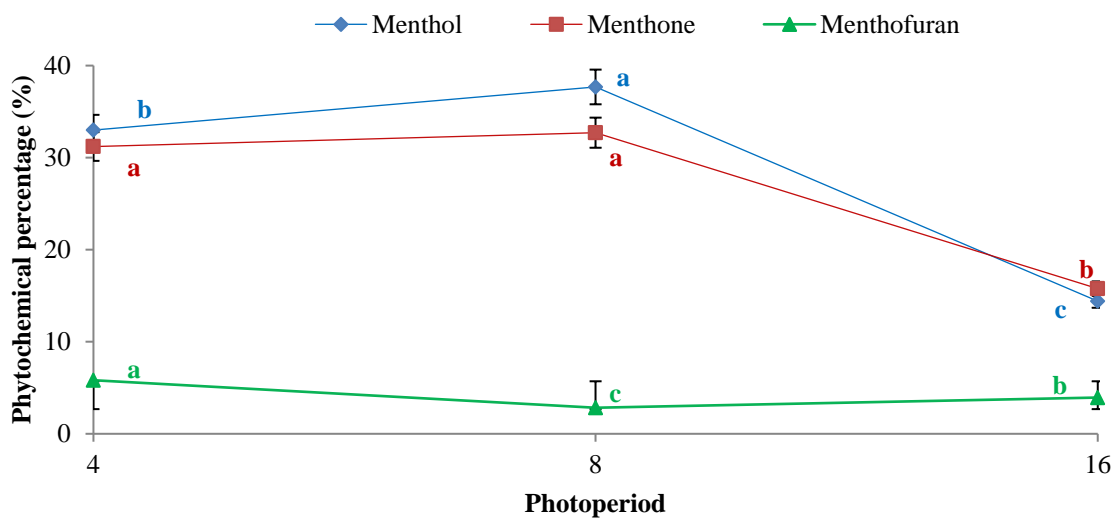 Menthol Menthone Menthofuran
Phytochemical percentage (%)
40
30
20
10
0
b
a
a
a
b
c
a
c
b
4 8 16
Photoperiod